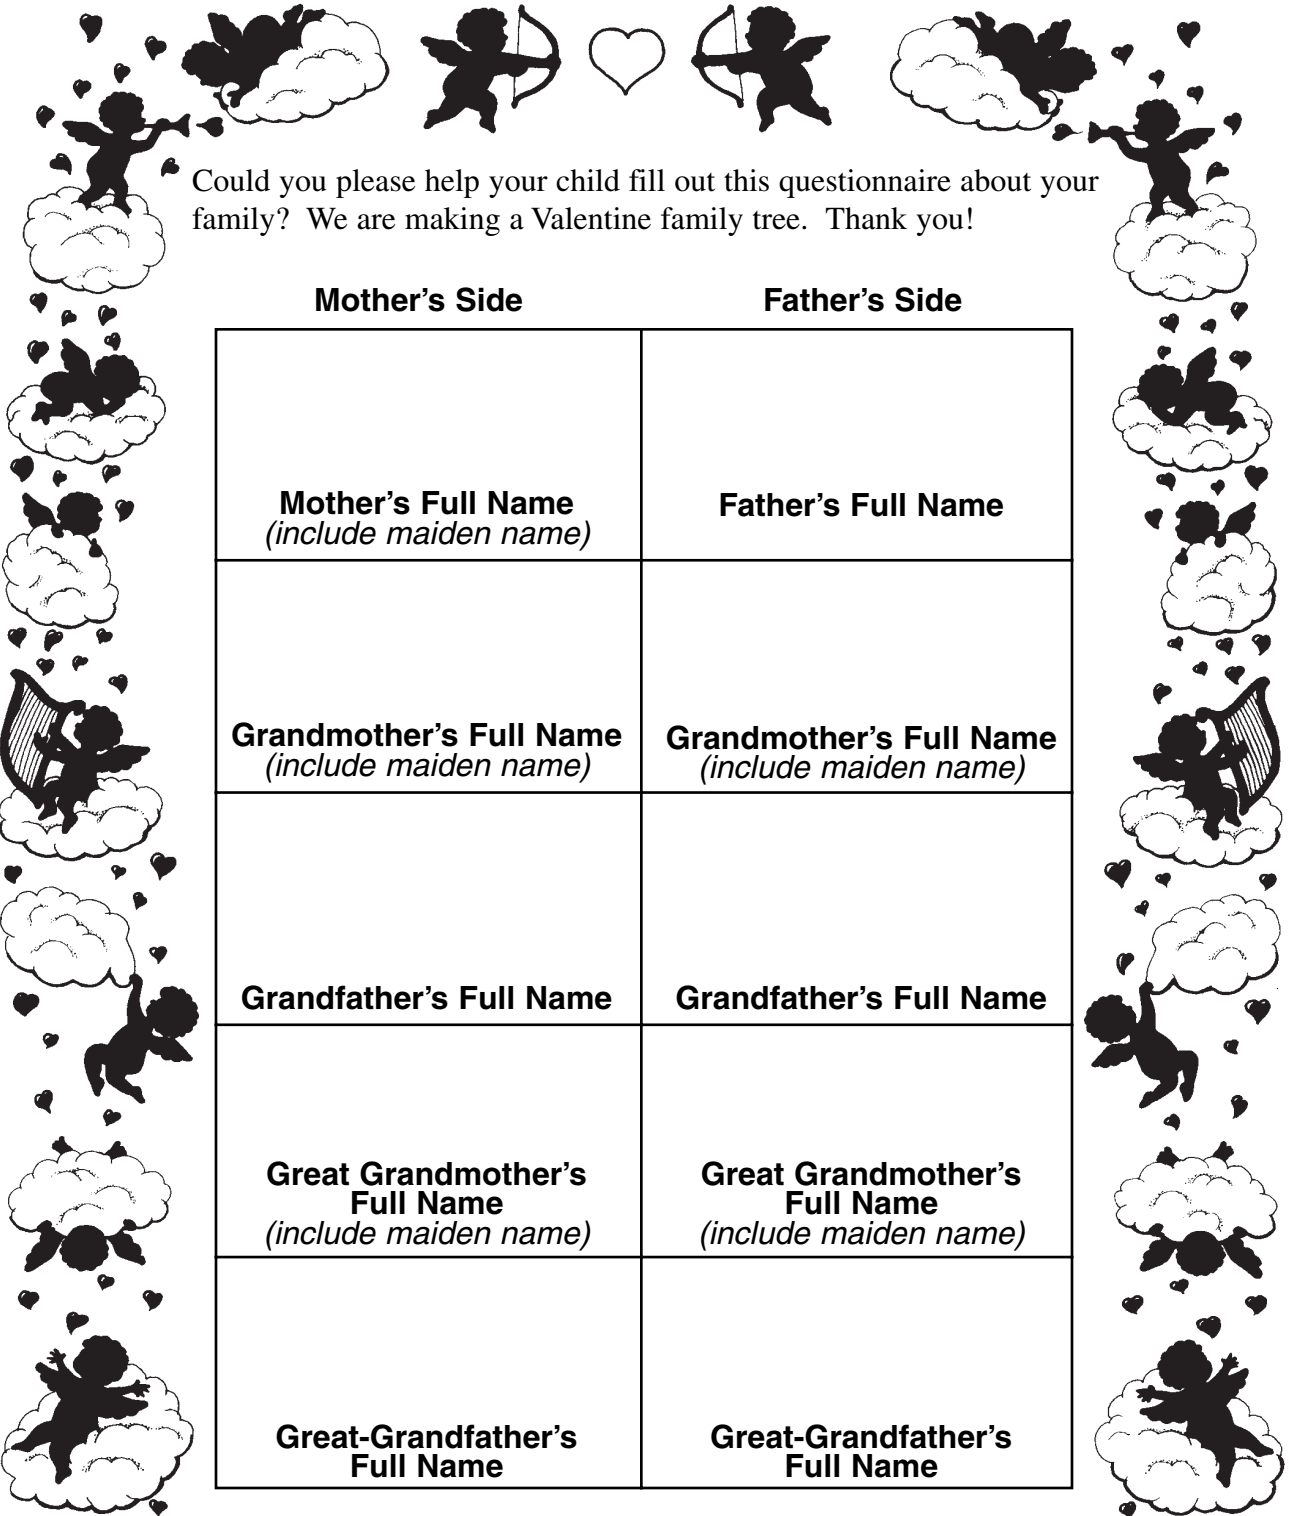 Could you please help your child fill out this questionnaire about your
family?  We are making a Valentine family tree.  Thank you!
Mother’s Side
Father’s Side
Mother’s Full Name
(include maiden name)
Father’s Full Name
Grandmother’s Full Name
(include maiden name)
Grandmother’s Full Name
(include maiden name)
Grandfather’s Full Name
Grandfather’s Full Name
Great Grandmother’s
Full Name
(include maiden name)
Great Grandmother’s
Full Name
(include maiden name)
Great-Grandfather’s
Full Name
Great-Grandfather’s
Full Name